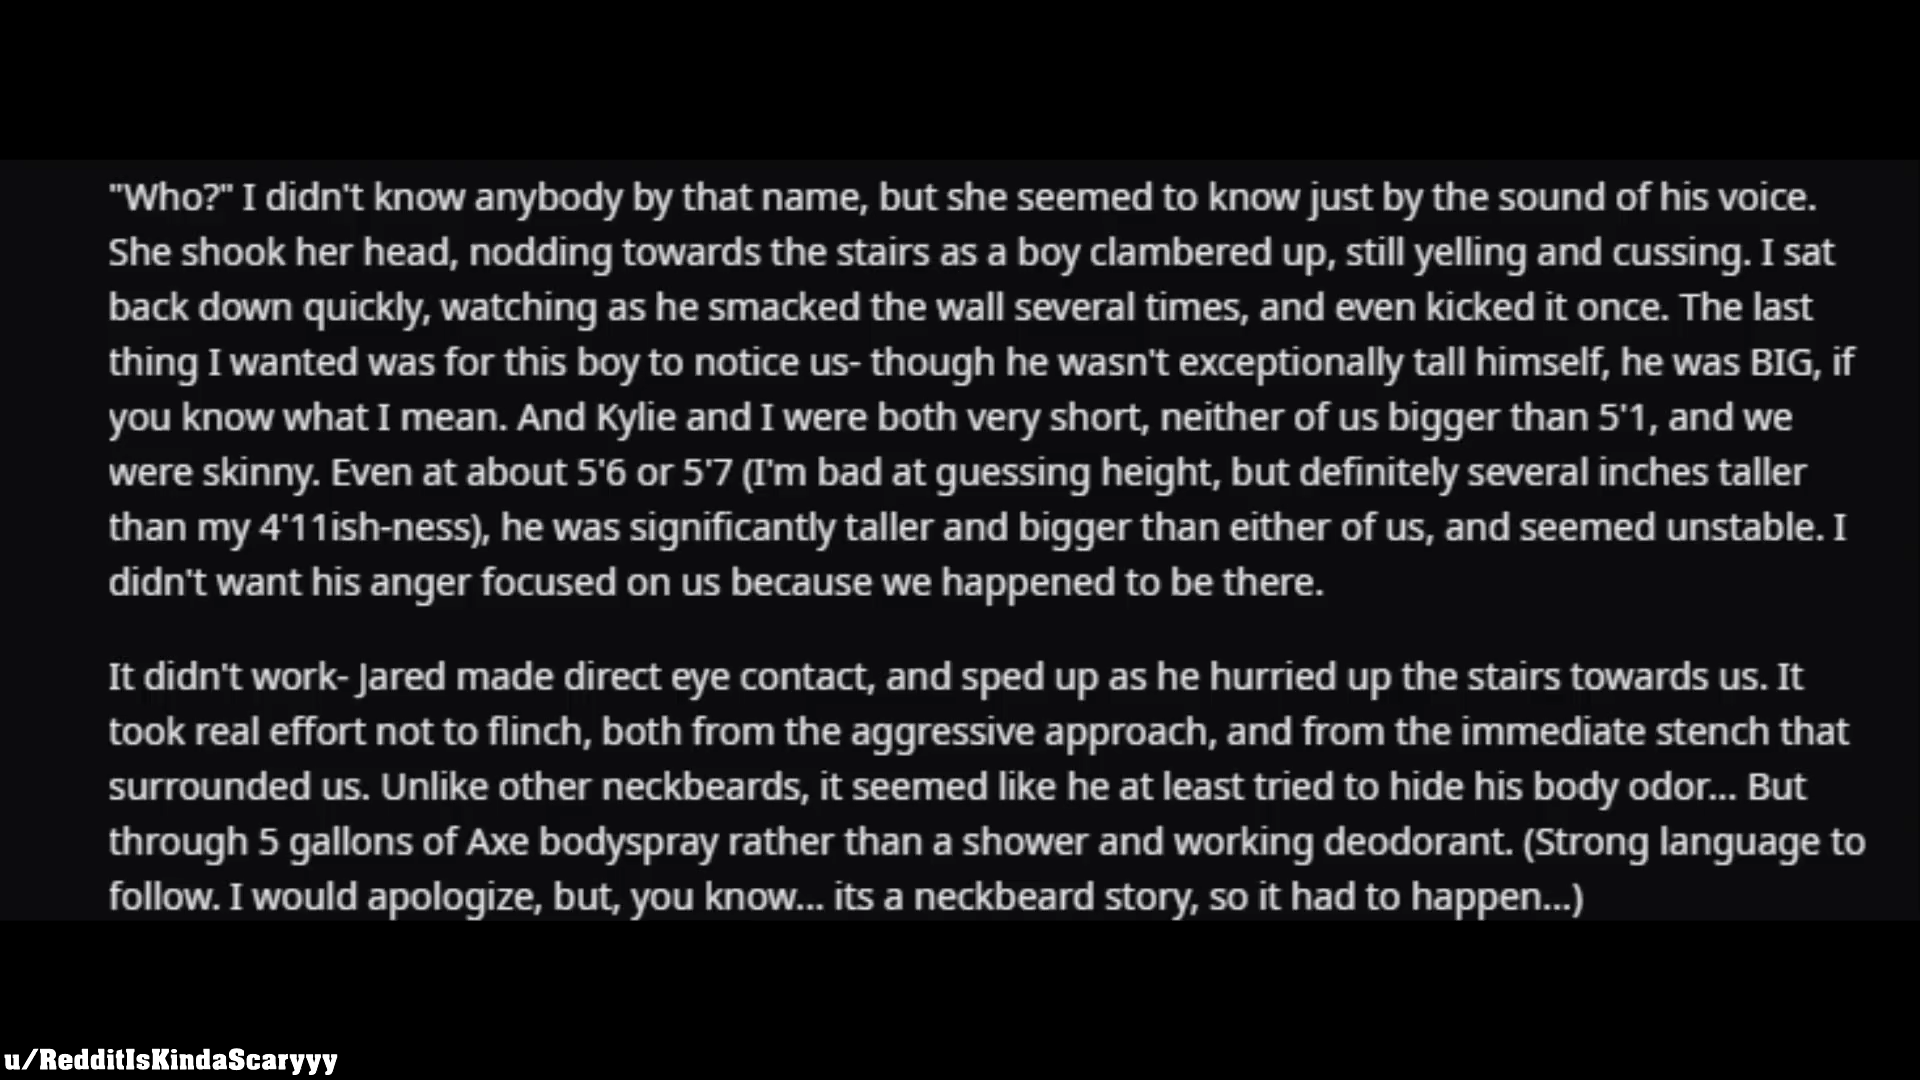 "Who?" I didn't know anybody by that name, but she seemed to know just by the sound of his voice.
She shook her head, nodding towards the stairs as a boy clambered up, still yelling and cussing. I sat
back down quickly, watching as he smacked the wall several times, and even kicked it once. The last
thing I wanted was for this boy to notice us- though he wasn't exceptionally tall himself, he was BIG, if
you know what I mean. And Kylie and I were both very short, neither of us bigger than 5'1, and we
were skinny. Even at about 5'6 or 5'7 (I'm bad at guessing height, but definitely several inches taller
than my 4'11ish-ness), he was significantly taller and bigger than either of us, and seemed unstable. I
didn't want his anger focused on us because we happened to be there.
It didn't work- Jared made direct eye contact, and sped up as he hurried up the stairs towards us. It
took real effort not to flinch, both from the aggressive approach, and from the immediate stench that
surrounded us. Unlike other neckbeards, it seemed like he at least tried to hide his body odor... But
through 5 gallons of Axe bodyspray rather than a shower and working deodorant. (Strong language to
follow. I would apologize, but, you know... its a neckbeard story, so it had to happen...)
u/RedditIsKindaScaryyy